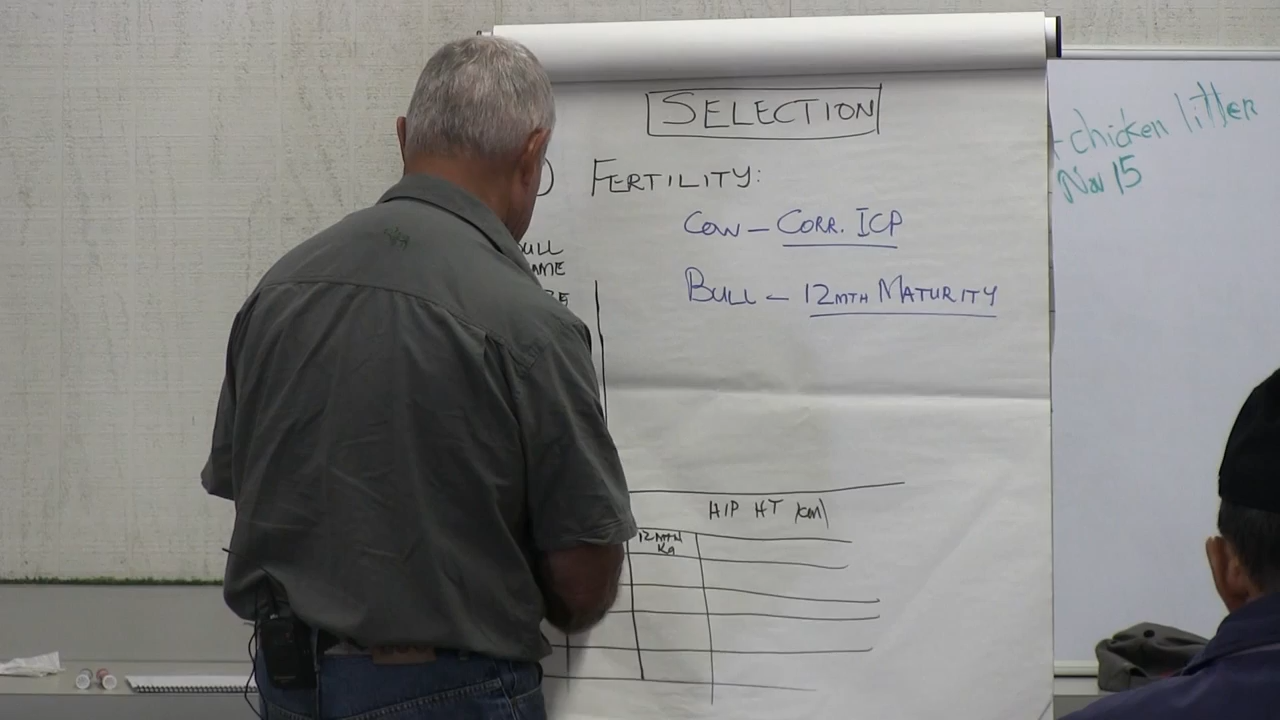 SELECTION
FERTILITY:
COW – CORR. ICP
BULL – 12MTH MATURITY
HIP HT (cm)
12MTH
KG
+ chicken litter
Nov 15